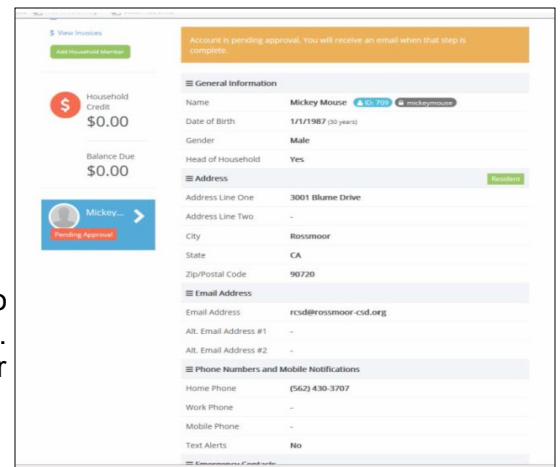 $ View Invoices
Add Household Member
Household
Credit
$0.00
Balance Due
$0.00
Mickey...
Pending Approval
Account is pending approval. You will receive an email when that step is
complete.
General Information
Name Mickey Mouse ID: 709 mickeymouse
Date of Birth 1/1/1987 (30 years)
Gender Male
Head of Household Yes
Address Resident
Address Line One 3001 Blume Drive
Address Line Two -
City Rossmoor
State CA
Zip/Postal Code 90720
Email Address
Email Address rcsd@rossmoor-csd.org
Alt. Email Address #1 -
Alt. Email Address #2 -
Phone Numbers and Mobile Notifications
Home Phone (562) 430-3707
Work Phone -
Mobile Phone -
Text Alerts No
Emergency Contacts